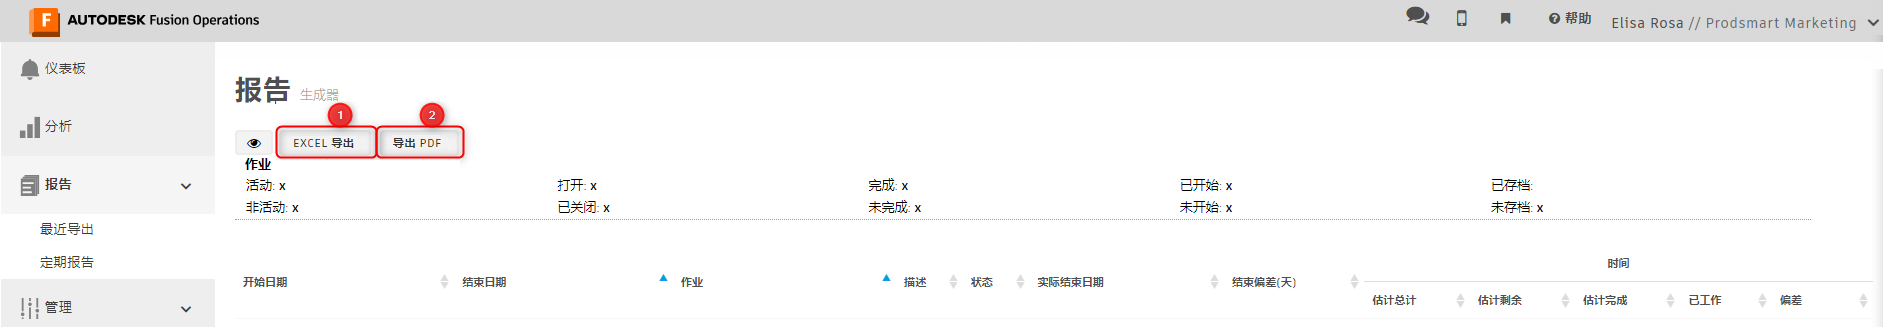 F AUTODESK Fusion Operations
帮助
Elisa Rosa // Prodsmart Marketing
仪表板
分析
报告
最近导出
定期报告
管理
报告 生成器
1 2
EXCEL 导出 导出 PDF
作业
活动: x 打开: x 完成: x 已开始: x 已存档:
非活动: x 已关闭: x 未完成: x 未开始: x 未存档: x
时间
开始日期 结束日期 作业 描述 状态 实际结束日期 结束偏差(天)
估计总计 估计剩余 估计完成 已工作 偏差